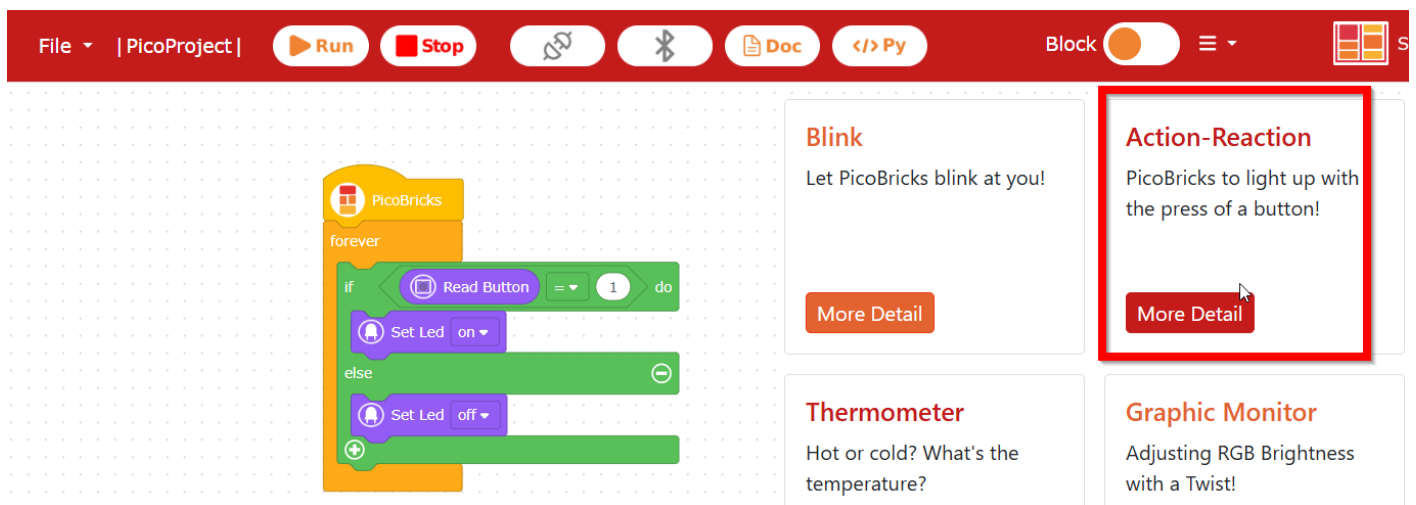 File |PicoProject| Run Stop Doc </> Py Block S
PicoBricks
forever
if Read Button = 1 do
Set Led on
else
Set Led off
Blink
Let PicoBricks blink at you!
More Detail
Action-Reaction
PicoBricks to light up with
the press of a button!
More Detail
Thermometer
Hot or cold? What's the
temperature?
Graphic Monitor
Adjusting RGB Brightness
with a Twist!